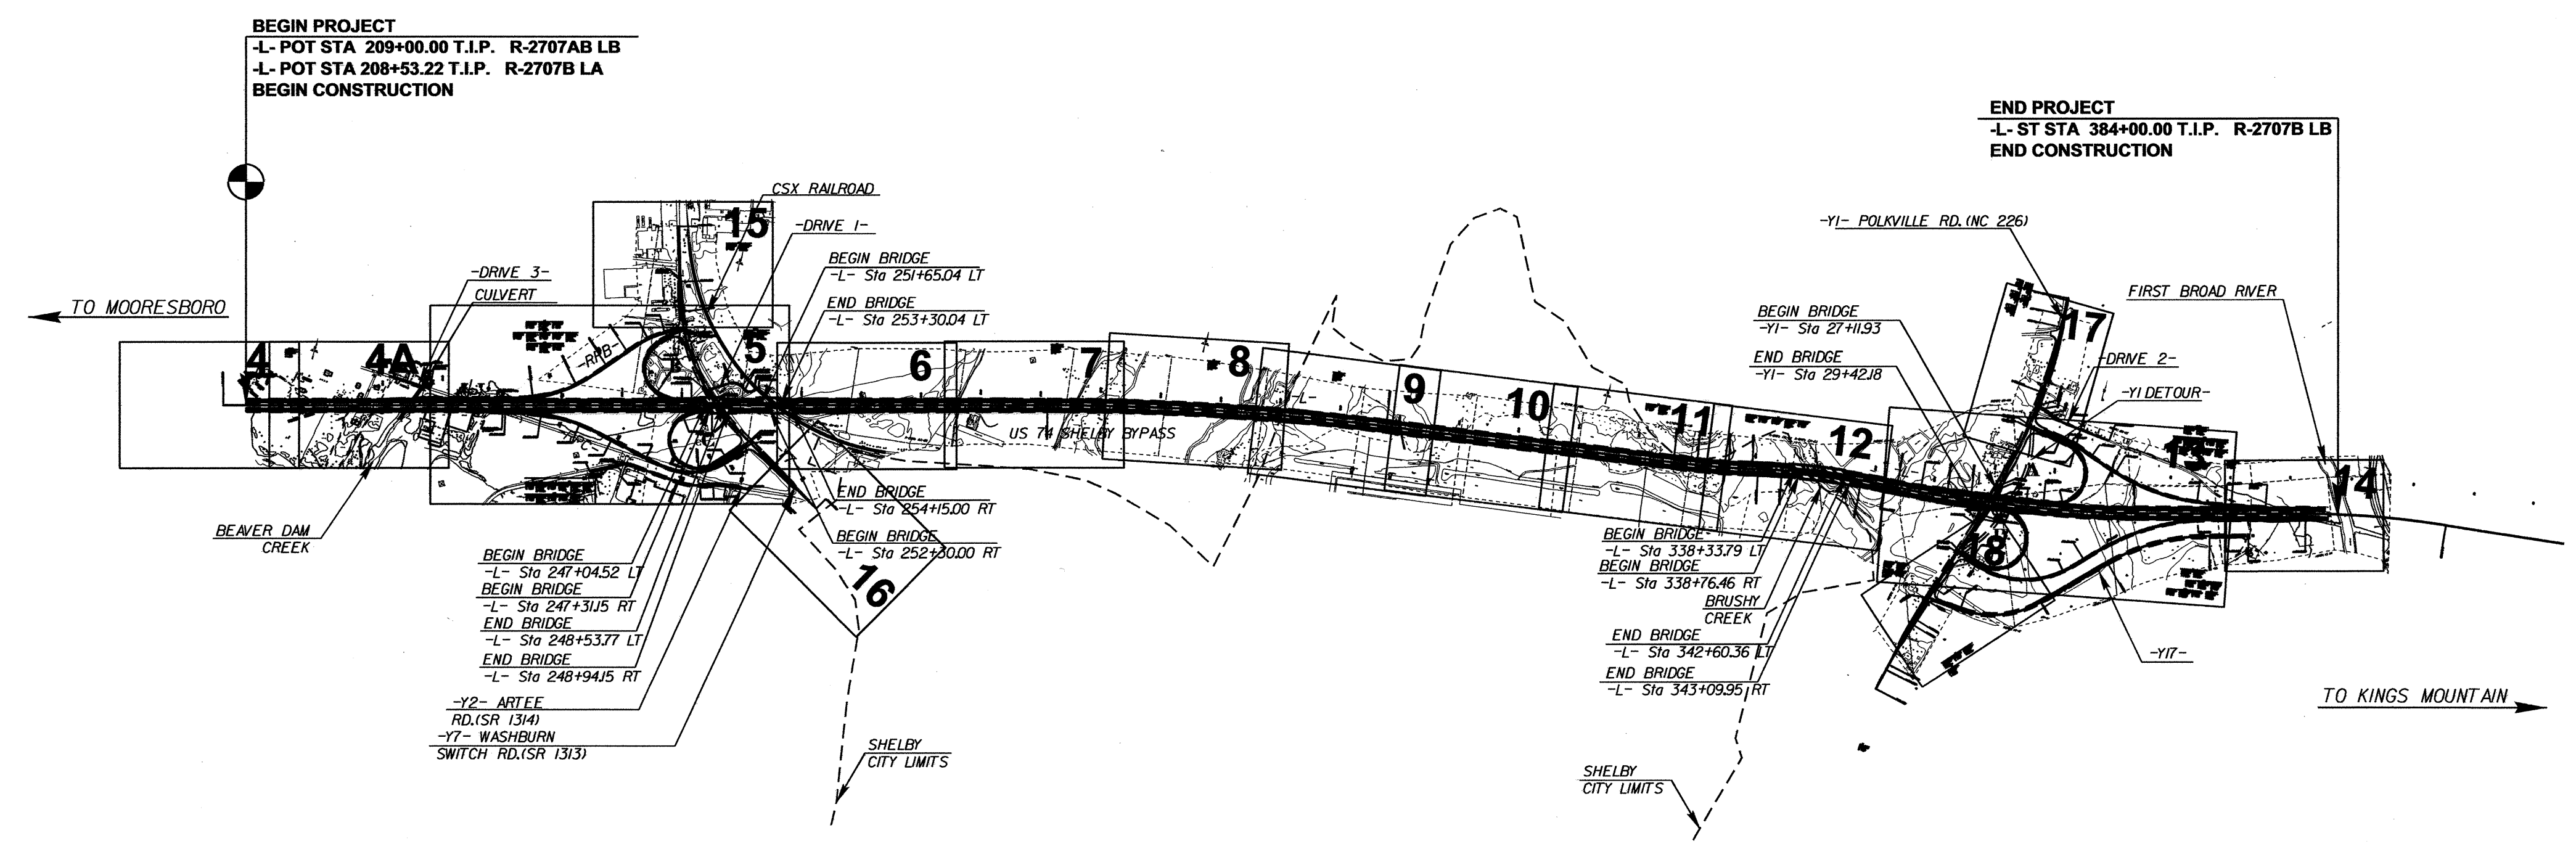 BEGIN PROJECT
-L- POT STA 209+00.00 T.I.P. R-2707AB LB
-L- POT STA 208+53.22 T.I.P. R-2707B LA
BEGIN CONSTRUCTION
END PROJECT
-L- ST STA 384+00.00 T.I.P. R-2707B LB
END CONSTRUCTION
CSX RAILROAD
-DRIVE 1-
15
BEGIN BRIDGE
-L- Sta 251+65.04 LT
END BRIDGE
-L- Sta 253+30.04 LT
-DRIVE 3-
CULVERT
TO MOORESBORO
-Y1- POLKVILLE RD.(NC 226)
FIRST BROAD RIVER
BEGIN BRIDGE
-Y1- Sta 27+11.93
END BRIDGE
-Y1- Sta 29+42.18
17
-DRIVE 2-
-Y1DETOUR-
-RPB-
4
4A
5
6
7
8
9
10
11
12
13
14
-L-
B
C
A
US 74 SHELBY BYPASS
18
16
BEAVER DAM
CREEK
END BRIDGE
-L- Sta 254+15.00 RT
BEGIN BRIDGE
-L- Sta 252+30.00 RT
BEGIN BRIDGE
-L- Sta 247+04.52 LT
BEGIN BRIDGE
-L- Sta 247+31.15 RT
END BRIDGE
-L- Sta 248+53.77 LT
END BRIDGE
-L- Sta 248+94.15 RT
-Y2- ARTEE
RD.(SR 1314)
-Y7- WASHBURN
SWITCH RD.(SR 1313)
BEGIN BRIDGE
-L- Sta 338+33.79 LT
BEGIN BRIDGE
-L- Sta 338+76.46 RT
BRUSHY
CREEK
END BRIDGE
-L- Sta 342+60.36 LT
END BRIDGE
-L- Sta 343+09.95 RT
-Y17-
TO KINGS MOUNTAIN
SHELBY
CITY LIMITS
SHELBY
CITY LIMITS